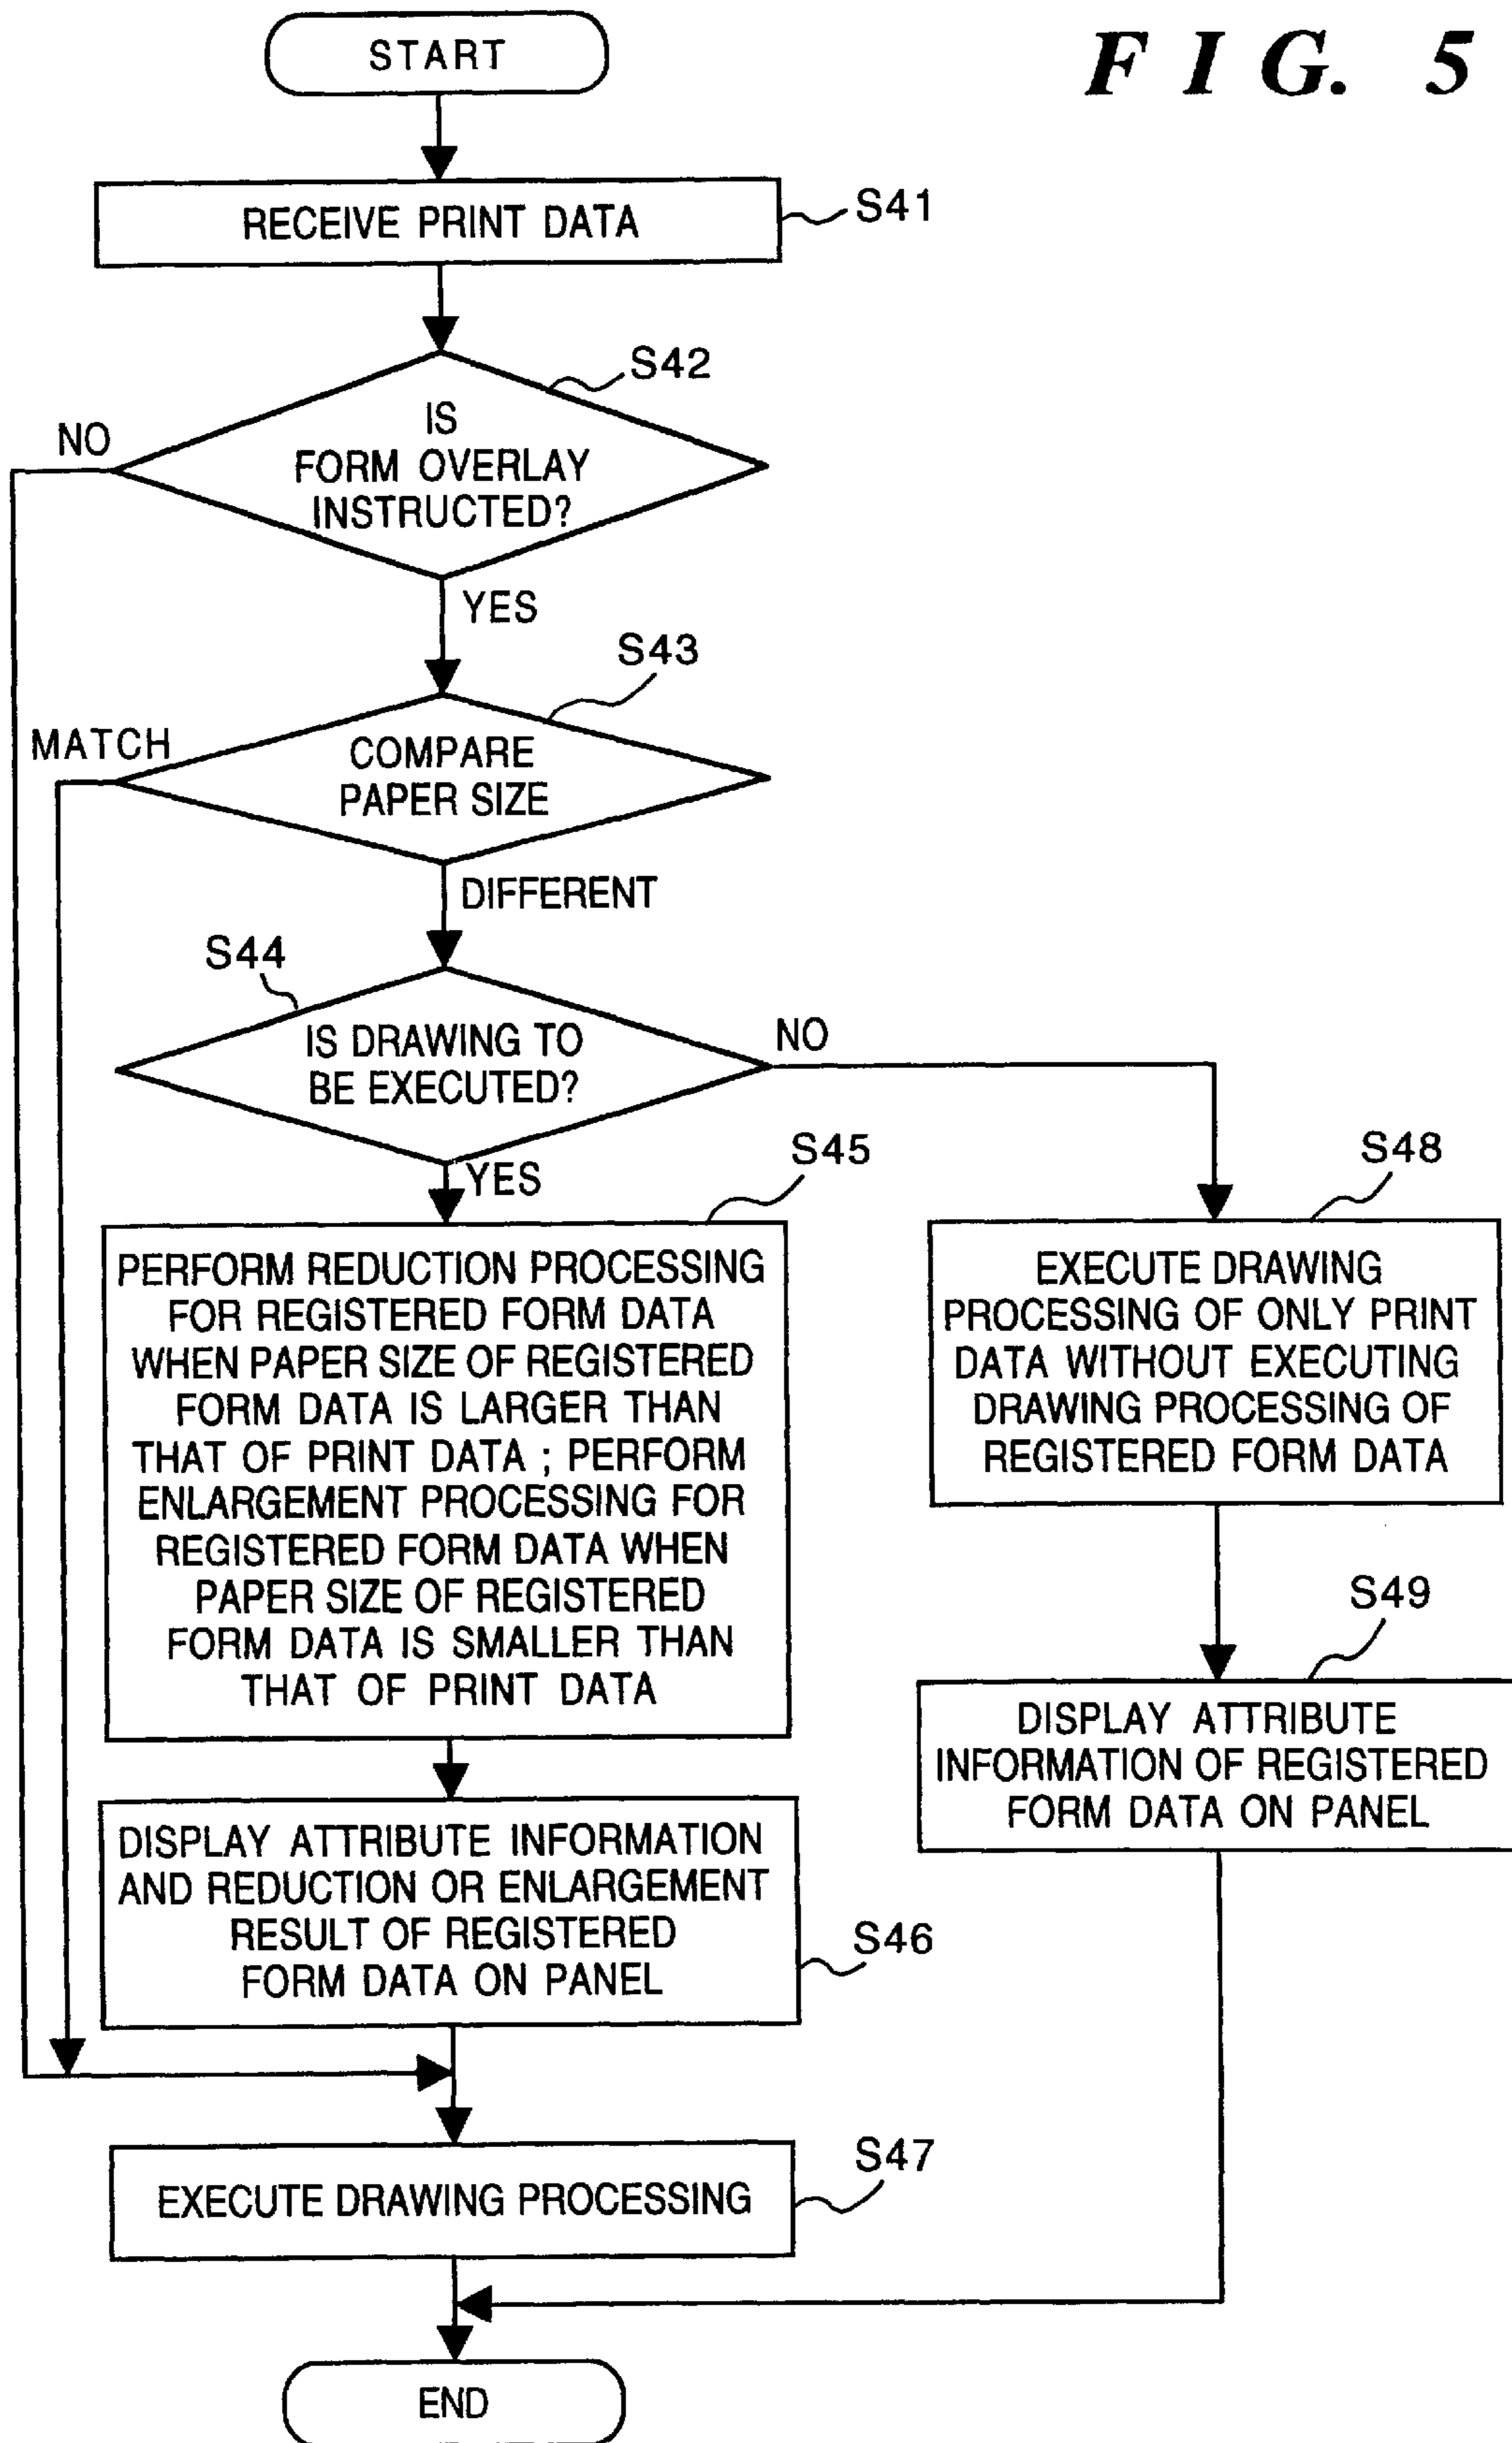 FIG. 5
START
RECEIVE PRINT DATA
S41
S42
IS
FORM OVERLAY
INSTRUCTED?
NO
YES
S43
COMPARE
PAPER SIZE
MATCH
DIFFERENT
S44
IS DRAWING TO
BE EXECUTED?
NO
YES
S45
PERFORM REDUCTION PROCESSING
FOR REGISTERED FORM DATA
WHEN PAPER SIZE OF REGISTERED
FORM DATA IS LARGER THAN
THAT OF PRINT DATA ; PERFORM
ENLARGEMENT PROCESSING FOR
REGISTERED FORM DATA WHEN
PAPER SIZE OF REGISTERED
FORM DATA IS SMALLER THAN
THAT OF PRINT DATA
S48
EXECUTE DRAWING
PROCESSING OF ONLY PRINT
DATA WITHOUT EXECUTING
DRAWING PROCESSING OF
REGISTERED FORM DATA
S49
DISPLAY ATTRIBUTE
INFORMATION OF REGISTERED
FORM DATA ON PANEL
DISPLAY ATTRIBUTE INFORMATION
AND REDUCTION OR ENLARGEMENT
RESULT OF REGISTERED
FORM DATA ON PANEL
S46
S47
EXECUTE DRAWING PROCESSING
END